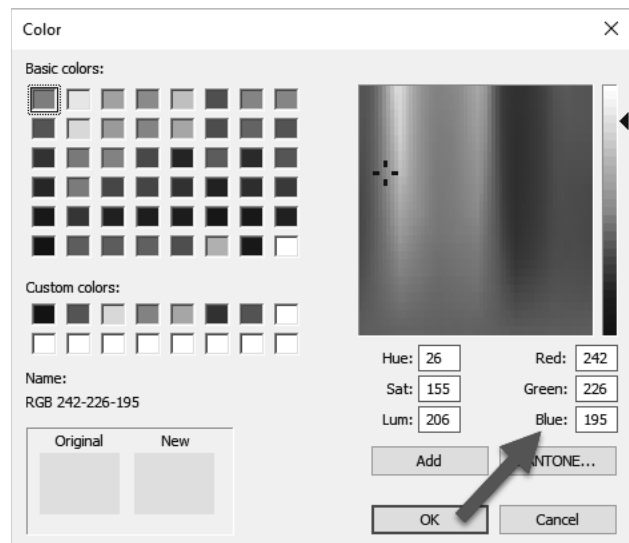 Color
Basic colors:
Custom colors:
Name:
RGB 242-226-195
Original New
Hue: 26 Red: 242
Sat: 155 Green: 226
Lum: 206 Blue: 195
Add NTONE...
OK Cancel